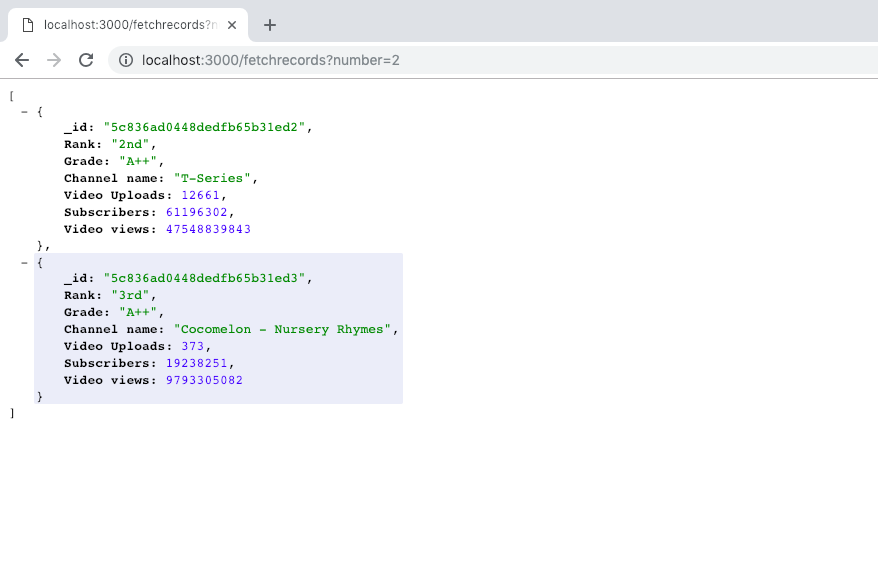 localhost:3000/fetchrecords?n
localhost:3000/fetchrecords?number=2
[
− {
_id: "5c836ad0448dedfb65b31ed2",
Rank: "2nd",
Grade: "A++",
Channel name: "T-Series",
Video Uploads: 12661,
Subscribers: 61196302,
Video views: 47548839843
},
− {
_id: "5c836ad0448dedfb65b31ed3",
Rank: "3rd",
Grade: "A++",
Channel name: "Cocomelon - Nursery Rhymes",
Video Uploads: 373,
Subscribers: 19238251,
Video views: 9793305082
}
]